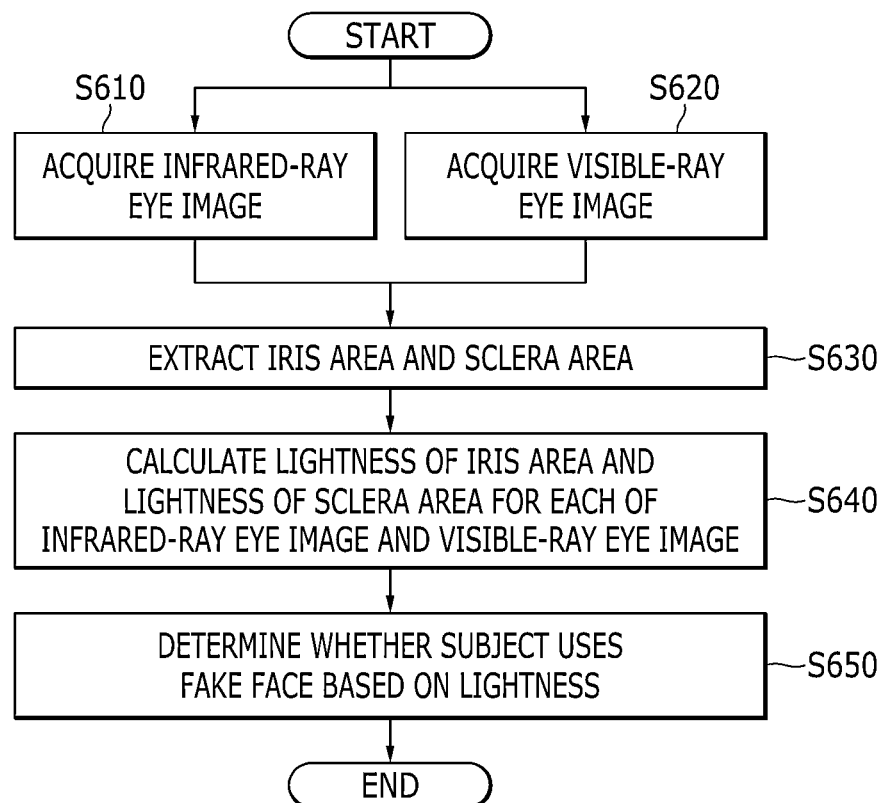 START
S610
S620
ACQUIRE INFRARED-RAY
EYE IMAGE
ACQUIRE VISIBLE-RAY
EYE IMAGE
EXTRACT IRIS AREA AND SCLERA AREA
S630
CALCULATE LIGHTNESS OF IRIS AREA AND
LIGHTNESS OF SCLERA AREA FOR EACH OF
INFRARED-RAY EYE IMAGE AND VISIBLE-RAY EYE IMAGE
S640
DETERMINE WHETHER SUBJECT USES
FAKE FACE BASED ON LIGHTNESS
S650
END